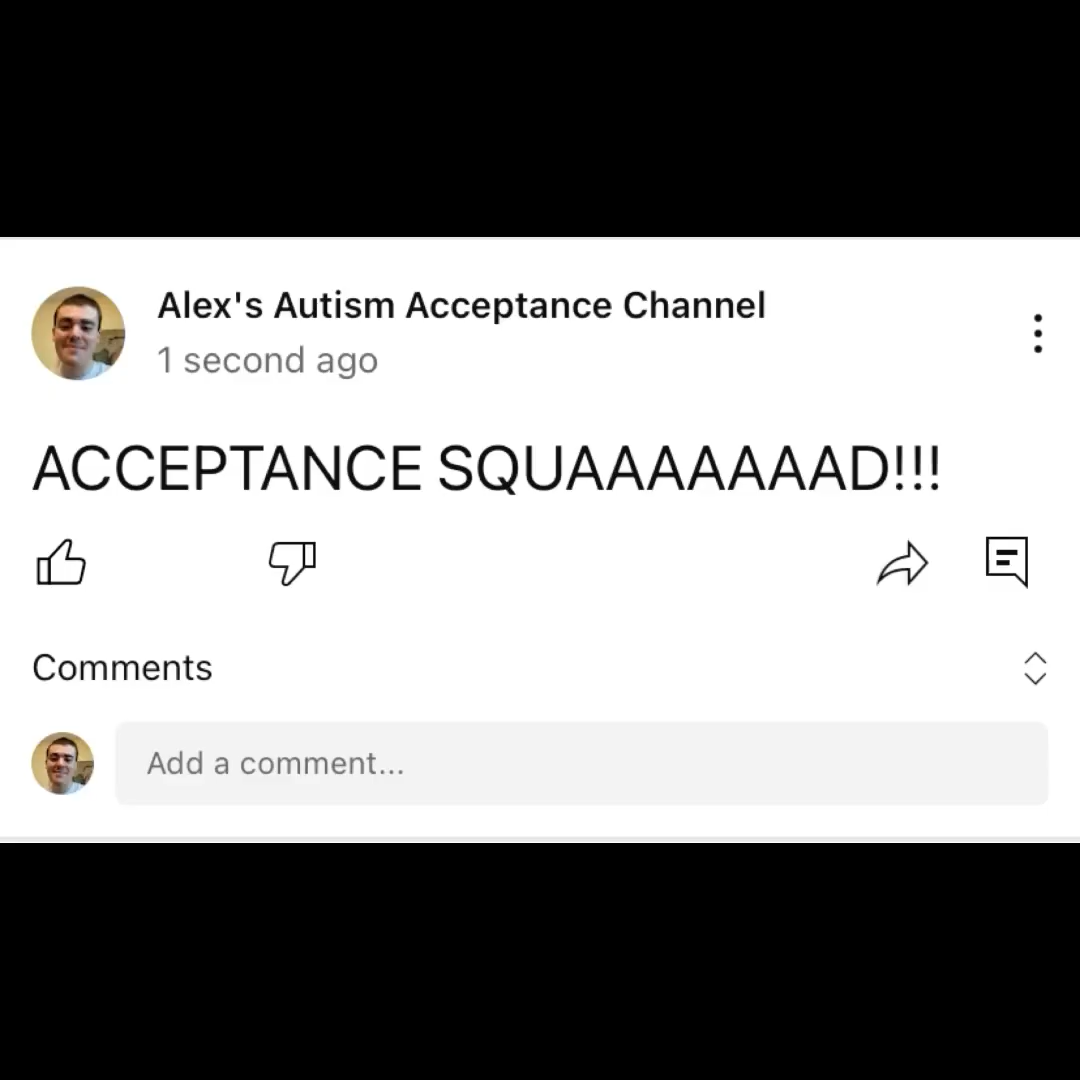 Alex's Autism Acceptance Channel
1 second ago
ACCEPTANCE SQUAAAAAAAD!!!
Comments
Add a comment...